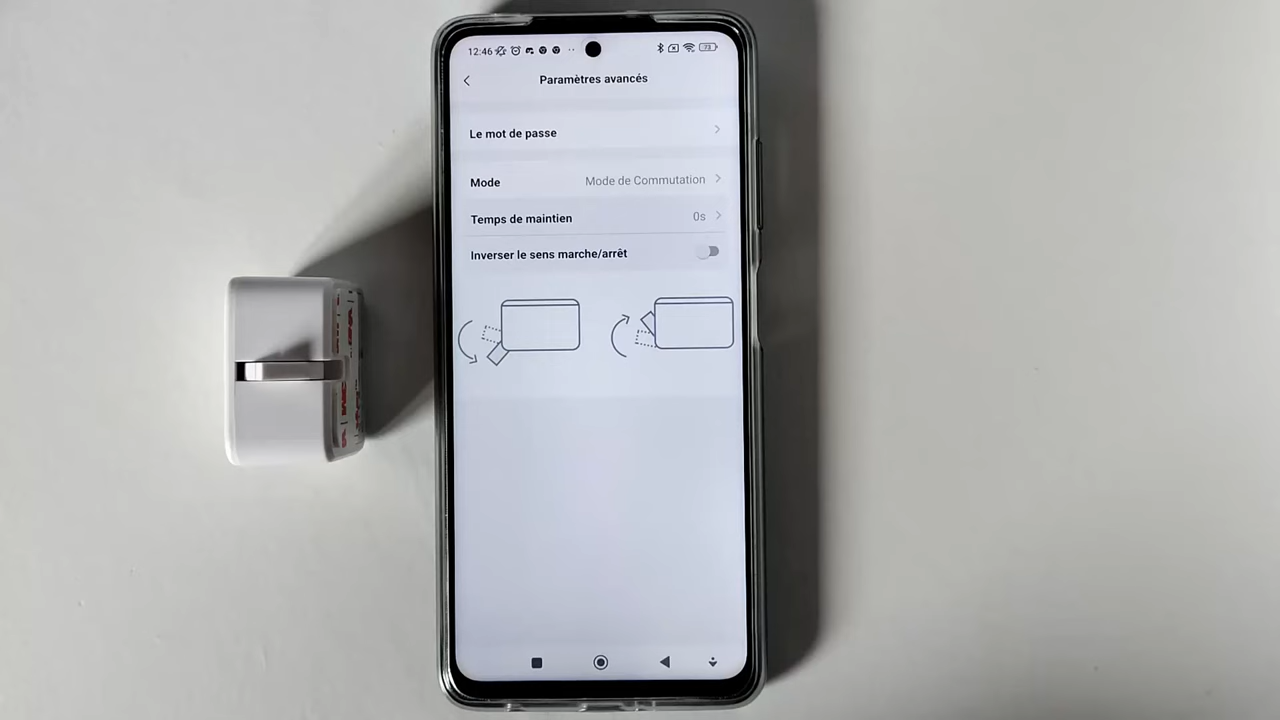 12:46
73
Paramètres avancés
Le mot de passe
Mode Mode de Commutation
Temps de maintien 0s
Inverser le sens marche/arrêt